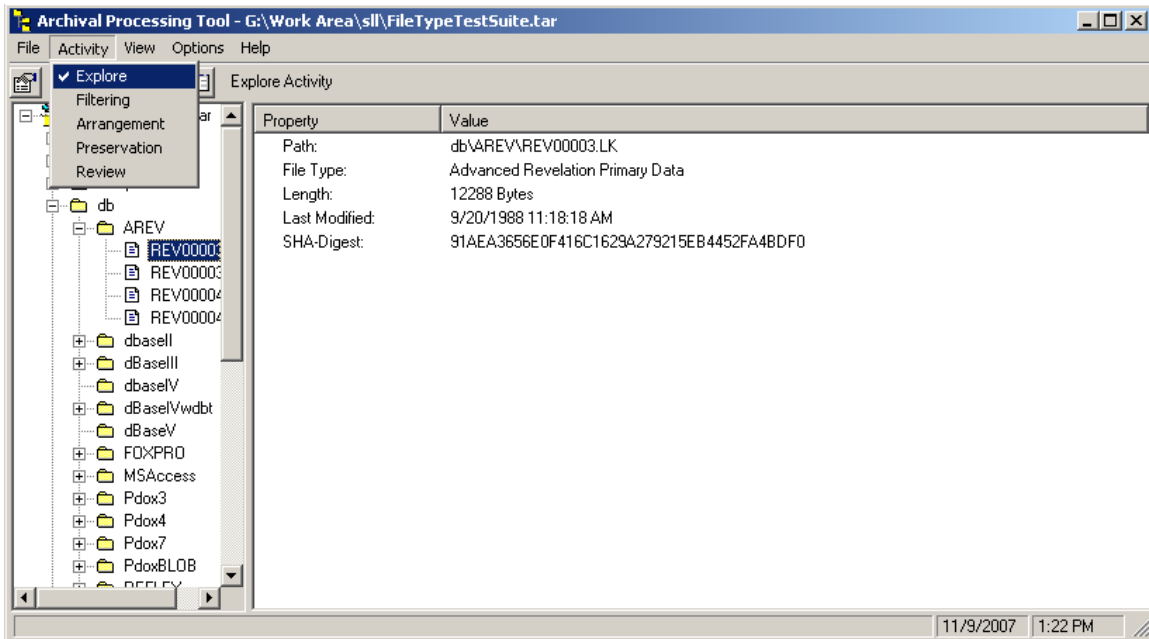 Archival Processing Tool - G:\Work Area\sll\FileTypeTestSuite.tar
File Activity View Options Help
Explore Activity
Explore
Filtering
Arrangement
Preservation
Review
ar
db
AREV
REV00003
REV00003
REV00004
REV00004
dbaseII
dBaseIII
dbaseIV
dBaseIVwdbt
dBaseV
FOXPRO
MSAccess
Pdox3
Pdox4
Pdox7
PdoxBLOB
REFLEX
Property Value
Path: db\AREV\REV00003.LK
File Type: Advanced Revelation Primary Data
Length: 12288 Bytes
Last Modified: 9/20/1988 11:18:18 AM
SHA-Digest: 91AEA3656E0F416C1629A279215EB4452FA4BDF0
11/9/2007 1:22 PM